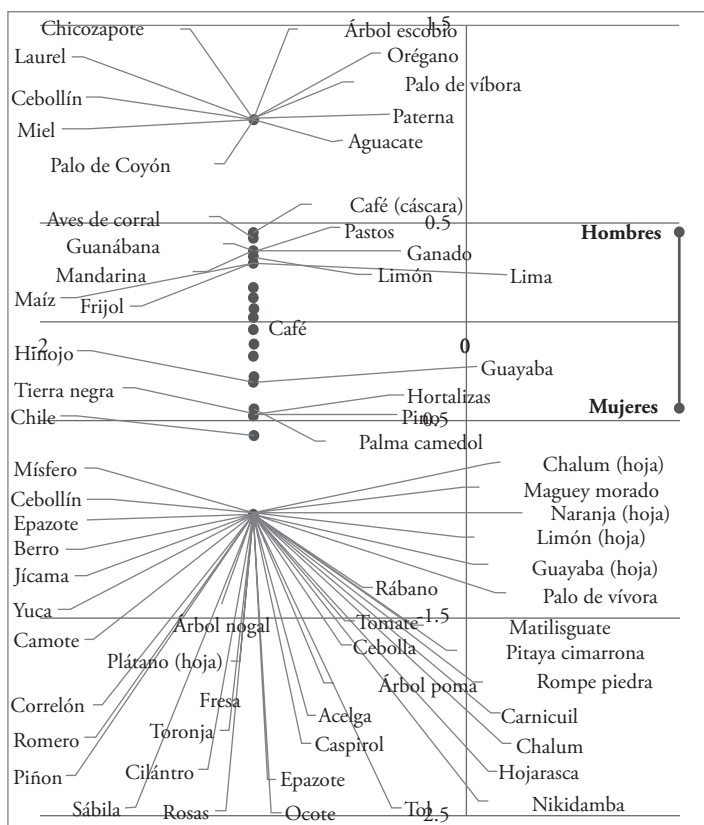 1.5
Chicozapote
Árbol escobio
Laurel
Orégano
Palo de víbora
Cebollín
Miel
Paterna
Aguacate
Palo de Coyón
Café (cáscara)
Aves de corral
0.5
Pastos
Hombres
Guanábana
Ganado
Mandarina
Limón
Lima
Maíz
Frijol
Café
2
0
Hinojo
Guayaba
Tierra negra
Hortalizas
Chile
Pino
Mujeres
0.5
Palma camedol
Mísfero
Chalum (hoja)
Cebollín
Maguey morado
Epazote
Naranja (hoja)
Berro
Limón (hoja)
Jícama
Guayaba (hoja)
Rábano
Yuca
Palo de vívora
-1.5
Árbol nogal
Tomate
Matilisguate
Camote
Cebolla
Pitaya cimarrona
Plátano (hoja)
Árbol poma
Rompe piedra
Correlón
Fresa
Acelga
Carnicuil
Romero
Toronja
Caspirol
Chalum
Piñon
Cilántro
Epazote
Hojarasca
Sábila
Rosas
Ocote
Tol
Nikidamba
2.5